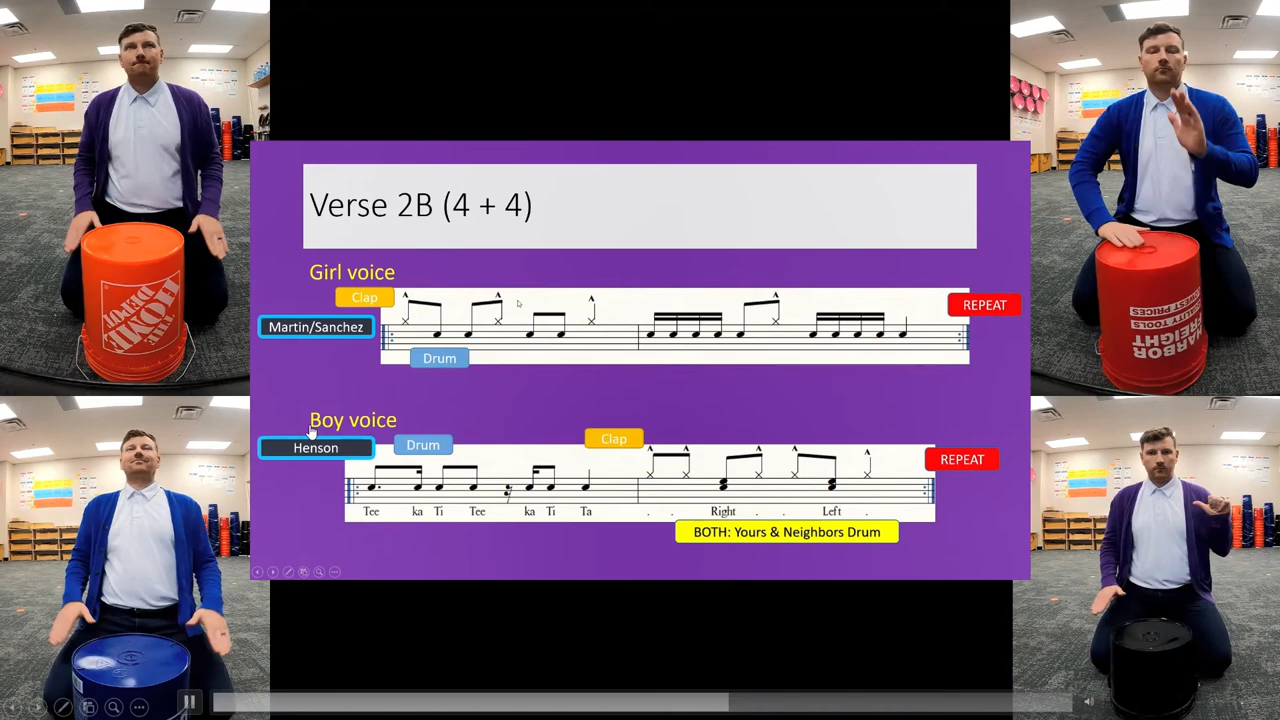 Verse 2B (4 + 4)
Girl voice
Clap
REPEAT
Martin/Sanchez
Drum
Boy voice
Henson
Drum
Clap
REPEAT
Tee ka Ti Tee ka Ti Ta . . Right . . Left .
BOTH: Yours & Neighbors Drum
THE HOME DEPOT
HARBOR FREIGHT
QUALITY TOOLS
LOWEST PRICES